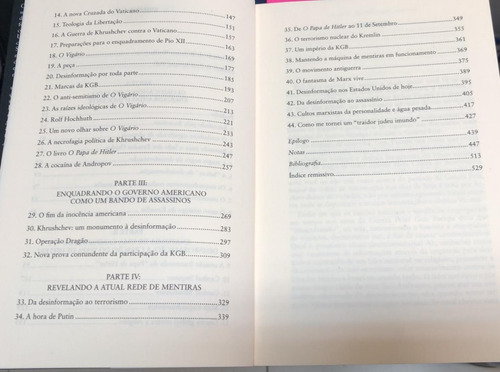 14. A nova Cruzada do Vaticano 147
15. Teologia da Libertação 151
16. A Guerra de Khrushchev contra o Vaticano 157
17. Preparações para o enquadramento de Pio XII 161
18. O Vigário 169
19. A peça 177
20. Desinformação por toda parte 185
21. Marcas da KGB 193
22. O anti-semitismo de O Vigário 207
23. As raízes ideológicas de O Vigário 213
24. Rolf Hochhuth 221
25. Um novo olhar sobre O Vigário 233
26. A necrofagia política de Khrushchev 243
27. O livro O Papa de Hitler 247
28. A cocaína de Andropov 257
PARTE III:
ENQUADRANDO O GOVERNO AMERICANO
COMO UM BANDO DE ASSASSINOS
29. O fim da inocência americana 269
30. Khrushchev: um monumento à desinformação 283
31. Operação Dragão 297
32. Nova prova contundente da participação da KGB 309
PARTE IV:
REVELANDO A ATUAL REDE DE MENTIRAS
33. Da desinformação ao terrorismo 329
34. A hora de Putin 339
35. De O Papa de Hitler ao 11 de Setembro 349
36. O terrorismo nuclear do Kremlin 355
37. Um império da KGB 361
38. Mantendo a máquina de mentiras em funcionamento 369
39. O movimento antiguerra 375
40. O fantasma de Marx vive 389
41. Desinformação nos Estados Unidos de hoje 395
42. Da desinformação ao assassínio 405
43. Cultos marxistas da personalidade e água pesada 417
44. Como me tornei um “traidor judeu imundo” 427
Epílogo 439
Notas 447
Bibliografia 513
Índice remissivo 529